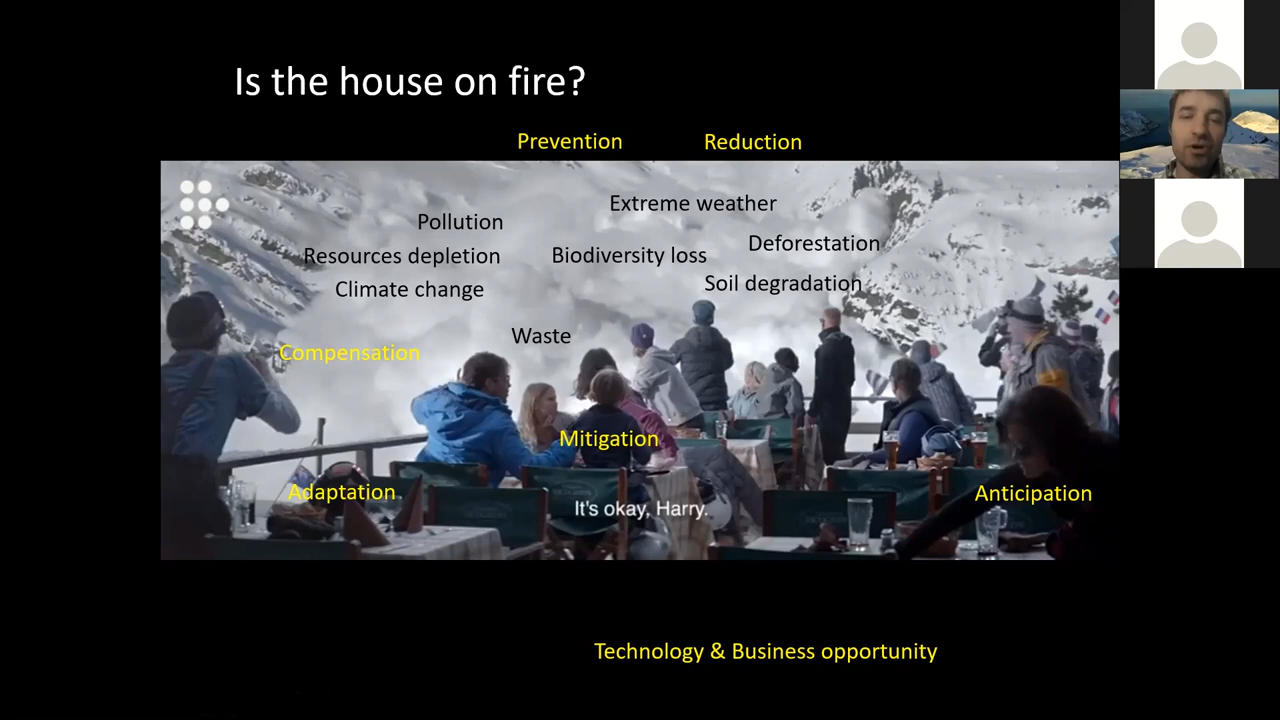 Is the house on fire?
Prevention
Reduction
Extreme weather
Pollution
Deforestation
Resources depletion
Biodiversity loss
Soil degradation
Climate change
Waste
Compensation
Mitigation
Adaptation
Anticipation
It's okay, Harry.
Technology & Business opportunity